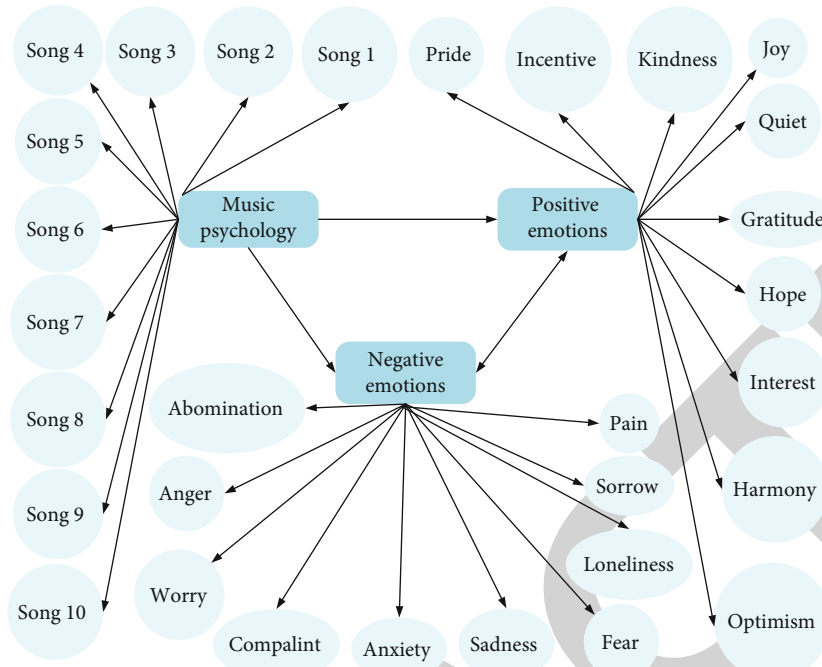 Song 4
Song 3
Song 2
Song 1
Pride
Incentive
Kindness
Joy
Song 5
Quiet
Song 6
Music
psychology
Positive
emotions
Gratitude
Song 7
Hope
Negative
emotions
Interest
Song 8
Abomination
Pain
Anger
Sorrow
Harmony
Song 9
Loneliness
Worry
Song 10
Compalint
Anxiety
Sadness
Fear
Optimism